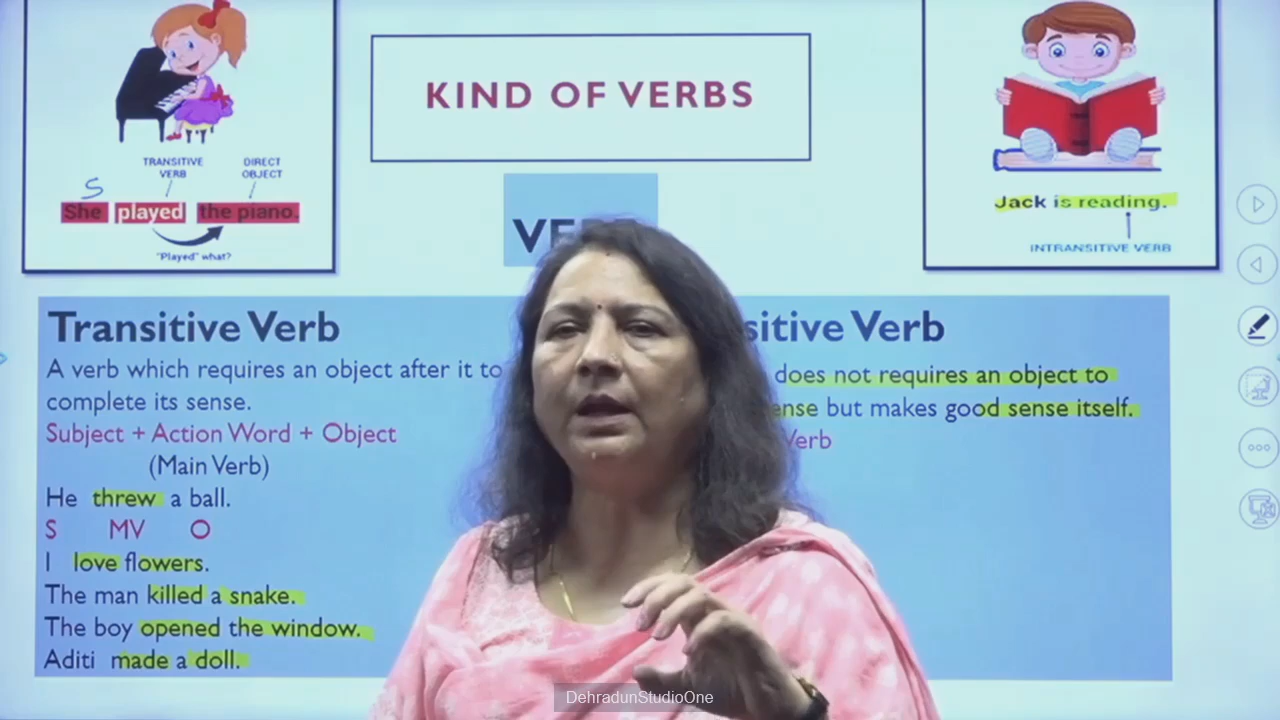 KIND OF VERBS
TRANSITIVE VERB
DIRECT OBJECT
S
She played the piano.
"Played" what?
Jack is reading.
INTRANSITIVE VERB
Transitive Verb
A verb which requires an object after it to
complete its sense.
Subject + Action Word + Object
(Main Verb)
He threw a ball.
S MV O
I love flowers.
The man killed a snake.
The boy opened the window.
Aditi made a doll.
Verb
does not requires an object to
but makes good sense itself.
Verb
DehradunStudioOne